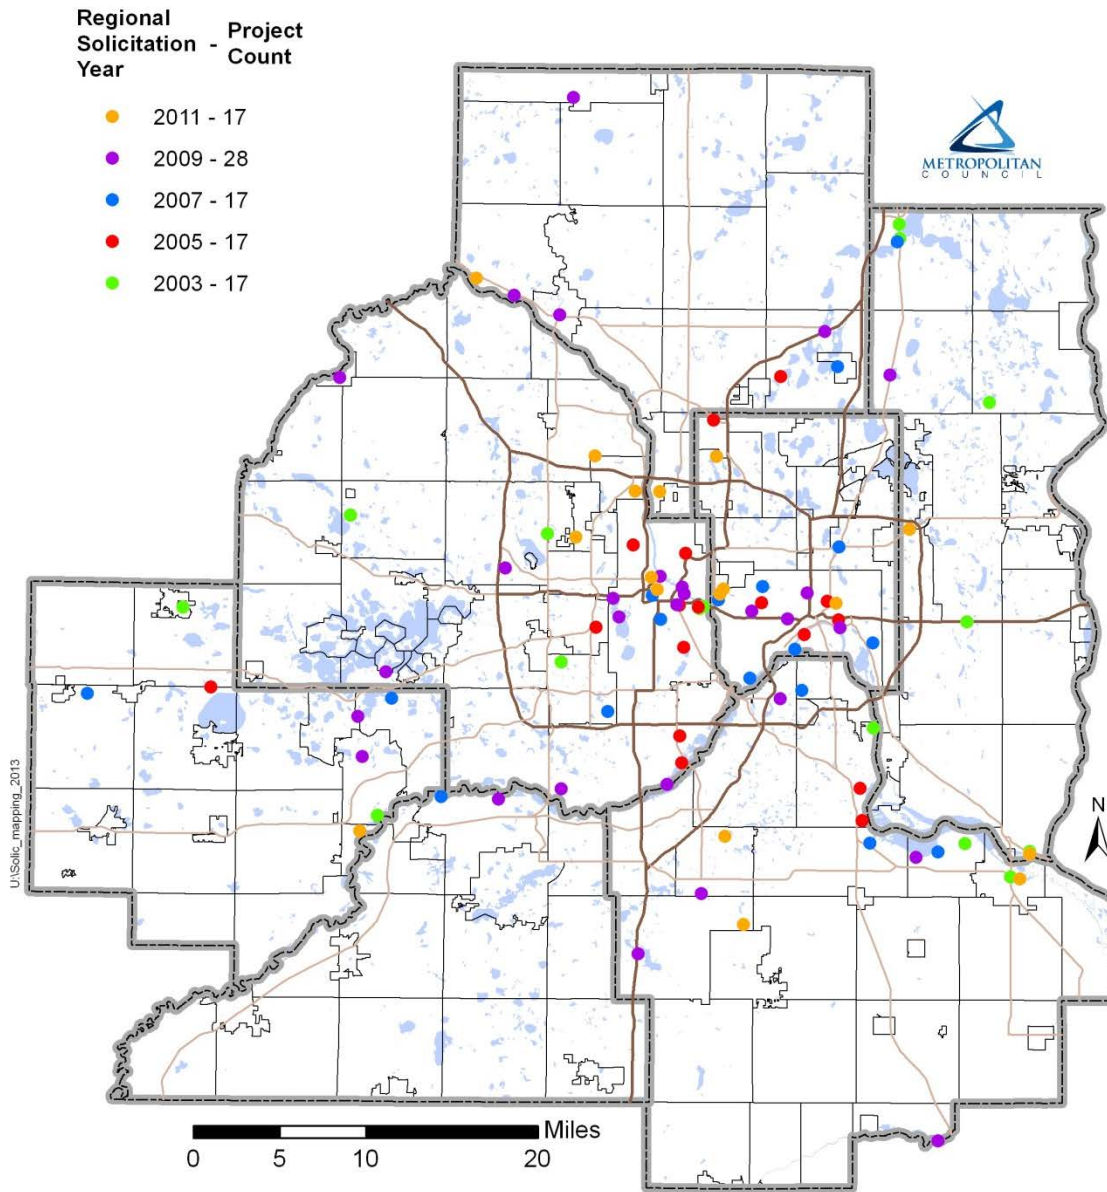 Regional
Solicitation - Project
Year Count
2011 - 17
2009 - 28
2007 - 17
2005 - 17
2003 - 17
METROPOLITAN
COUNCIL
U:\Solic_mapping_2013
N
Miles
0 5 10 20